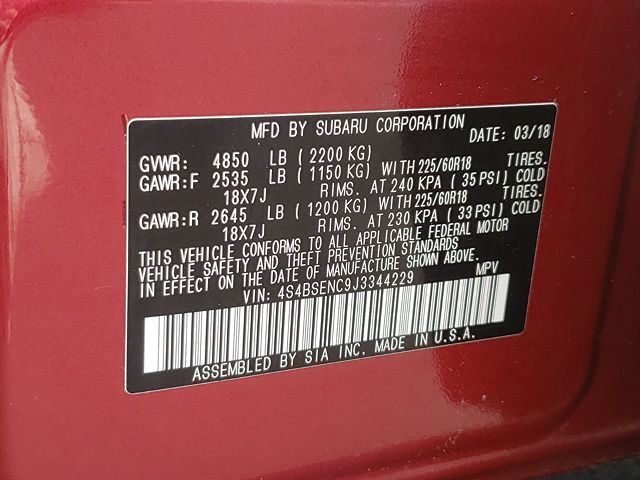 MFD BY SUBARU CORPORATION DATE: 03/18
GVWR: 4850 LB (2200 KG)
GAWR:F 2535 LB (1150 KG) WITH 225/60R18 TIRES.
18X7J RIMS. AT 240 KPA (35 PSI) COLD
GAWR:R 2645 LB (1200 KG) WITH 225/60R18 TIRES.
18X7J RIMS. AT 230 KPA (33 PSI) COLD
THIS VEHICLE CONFORMS TO ALL APPLICABLE FEDERAL MOTOR
VEHICLE SAFETY AND THEFT PREVENTION STANDARDS
IN EFFECT ON THE DATE OF MANUFACTURE SHOWN ABOVE.
VIN: 4S4BSENC9J3344229 MPV
ASSEMBLED BY SIA INC. MADE IN U.S.A.